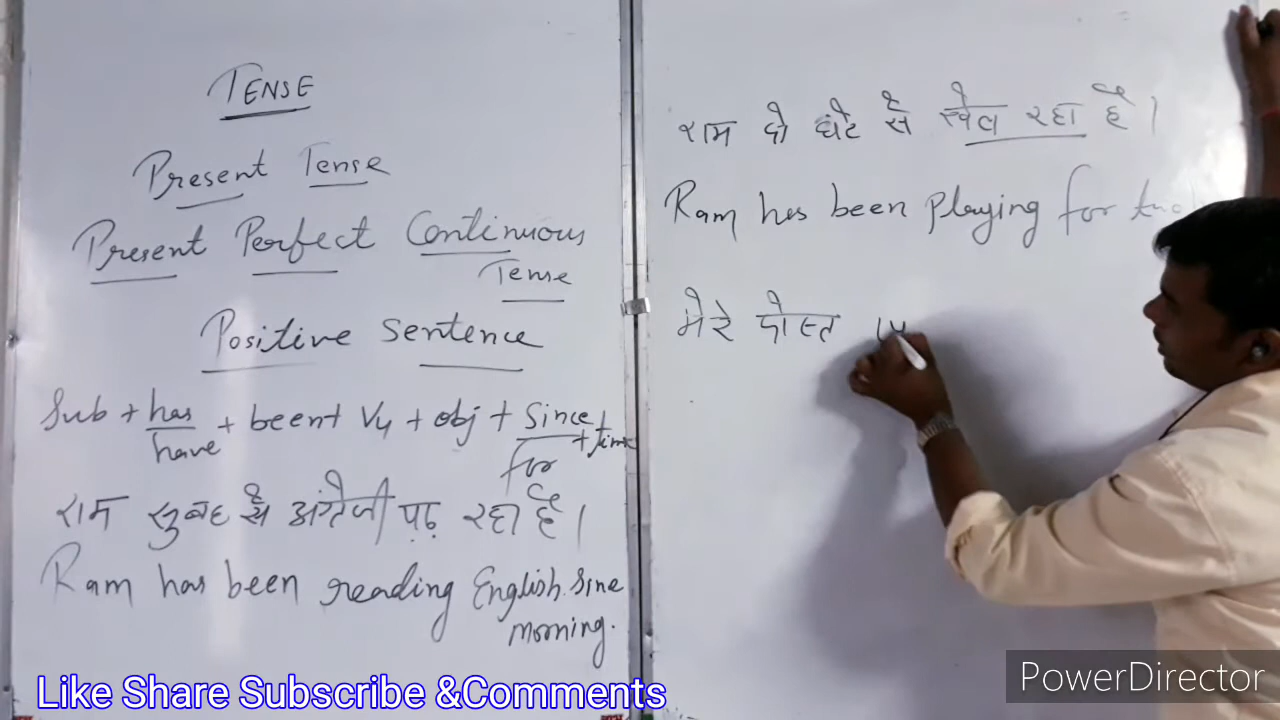 TENSE
Present Tense
Present Perfect Continuous
Tense
Positive Sentence
Sub + has + been + V4 + obj + Since + time
have for
राम सुबह से अंग्रेजी पढ़ रहा है।
Ram has been reading English. Sine
morning.
राम दो घंटे से खेल रहा है।
Ram has been Playing for
मेरे दोस्त
Like Share Subscribe &Comments
PowerDirector